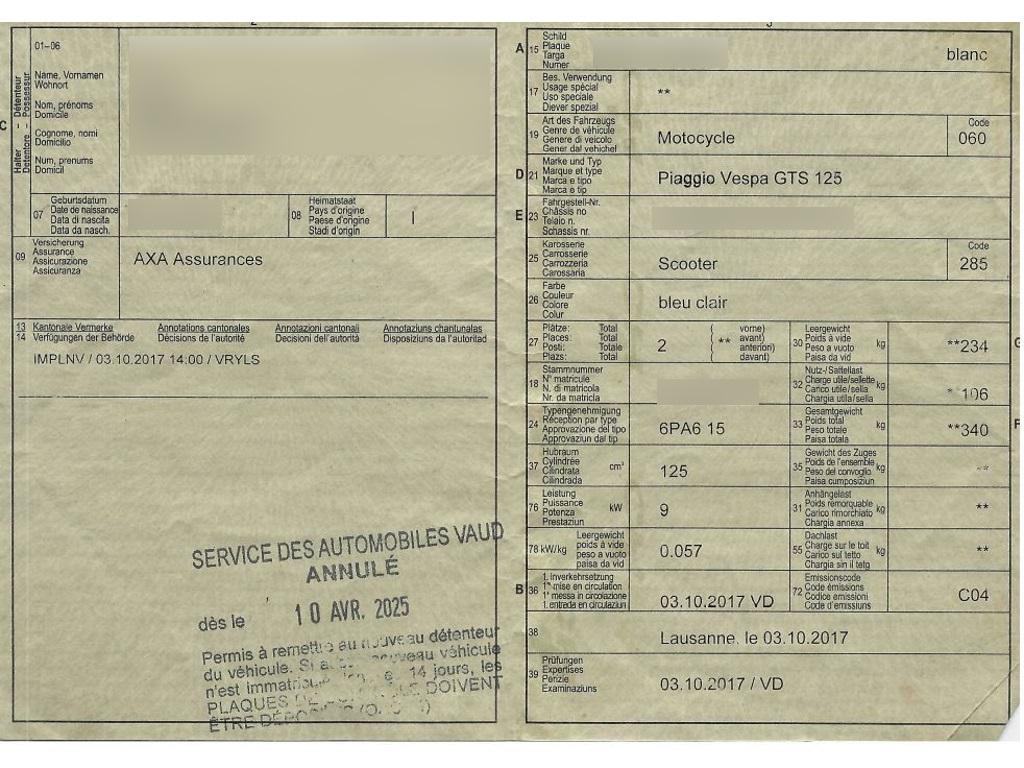 01–06
Name, Vornamen
Wohnort
Nom, prénoms
Domicile
Cognome, nomi
Domicilio
Num, prenums
Domicil
Halter – Détenteur
Detentore – Possessur
C
07
Geburtsdatum
Date de naissance
Data di nascita
Data da nasch.
08
Heimatstaat
Pays d'origine
Paese d'origine
Stadi d'origin
I
09
Versicherung
Assurance
Assicurazione
Assicuranza
AXA Assurances
13 Kantonale Vermerke Annotations cantonales Annotazioni cantonali Annotaziuns chantunalas
14 Verfügungen der Behörde Décisions de l'autorité Decisioni dell'autorità Disposiziuns da l'autoritad
iMPLNV / 03.10.2017 14:00 / VRYLS
SERVICE DES AUTOMOBILES VAUD
ANNULÉ
dès le 10 AVR. 2025
Permis à remettre au nouveau détenteur
du véhicule. Si nouveau véhicule
n'est immatric 14 jours, les
PLAQUES DOIVENT
ÊTRE
A 15
Schild
Plaque
Targa
Numer
blanc
17
Bes. Verwendung
Usage spécial
Uso speciale
Diever spezial
**
19
Art des Fahrzeugs
Genre de véhicule
Genere di veicolo
Gener dal vehichel
Motocycle
Code
060
D 21
Marke und Typ
Marque et type
Marca e tipo
Marca e tip
Piaggio Vespa GTS 125
E 23
Fahrgestell-Nr.
Châssis no
Telaio n.
Schassis nr.
25
Karosserie
Carrosserie
Carrozzeria
Carossaria
Scooter
Code
285
26
Farbe
Couleur
Colore
Colur
bleu clair
27
Plätze: Total ( vorne)
Places: Total ( ** avant)
Posti: Totale ( anteriori)
Plazs: Total ( davant)
2
30
Leergewicht
Poids à vide
Peso a vuoto
Paisa da vid
kg
**234
G
18
Stammnummer
N° matricule
N. di matricola
Nr. da matricla
32
Nutz-/Sattellast
Charge utile/sellette
Carico utile/sella
Chargia utila/sella
kg
* 106
24
Typengenehmigung
Réception par type
Approvazione del tipo
Approvaziun dal tip
6PA6 15
33
Gesamtgewicht
Poids total
Peso totale
Paisa totala
kg
**340
F
37
Hubraum
Cylindrée
Cilindrata
Cilindrada
cm³
125
35
Gewicht des Zuges
Poids de l'ensemble
Peso del convoglio
Paisa cumposiziun
kg
**
76
Leistung
Puissance
Potenza
Prestaziun
kW
9
31
Anhängelast
Poids remorquable
Carico rimorchiato
Chargia annexa
kg
**
78 kW/kg
Leergewicht
poids à vide
peso a vuoto
paisa da vid
0.057
55
Dachlast
Charge sur le toit
Carico sul tetto
Chargia sin il tetg
kg
**
B 36
1. Inverkehrsetzung
1re mise en circulation
1a messa in circolazione
1. entrada en circulaziun
03.10.2017 VD
72
Emissionscode
Code émissions
Codice emissioni
Code d'emissiuns
C04
38
Lausanne, le 03.10.2017
39
Prüfungen
Expertises
Perizie
Examinaziuns
03.10.2017 / VD